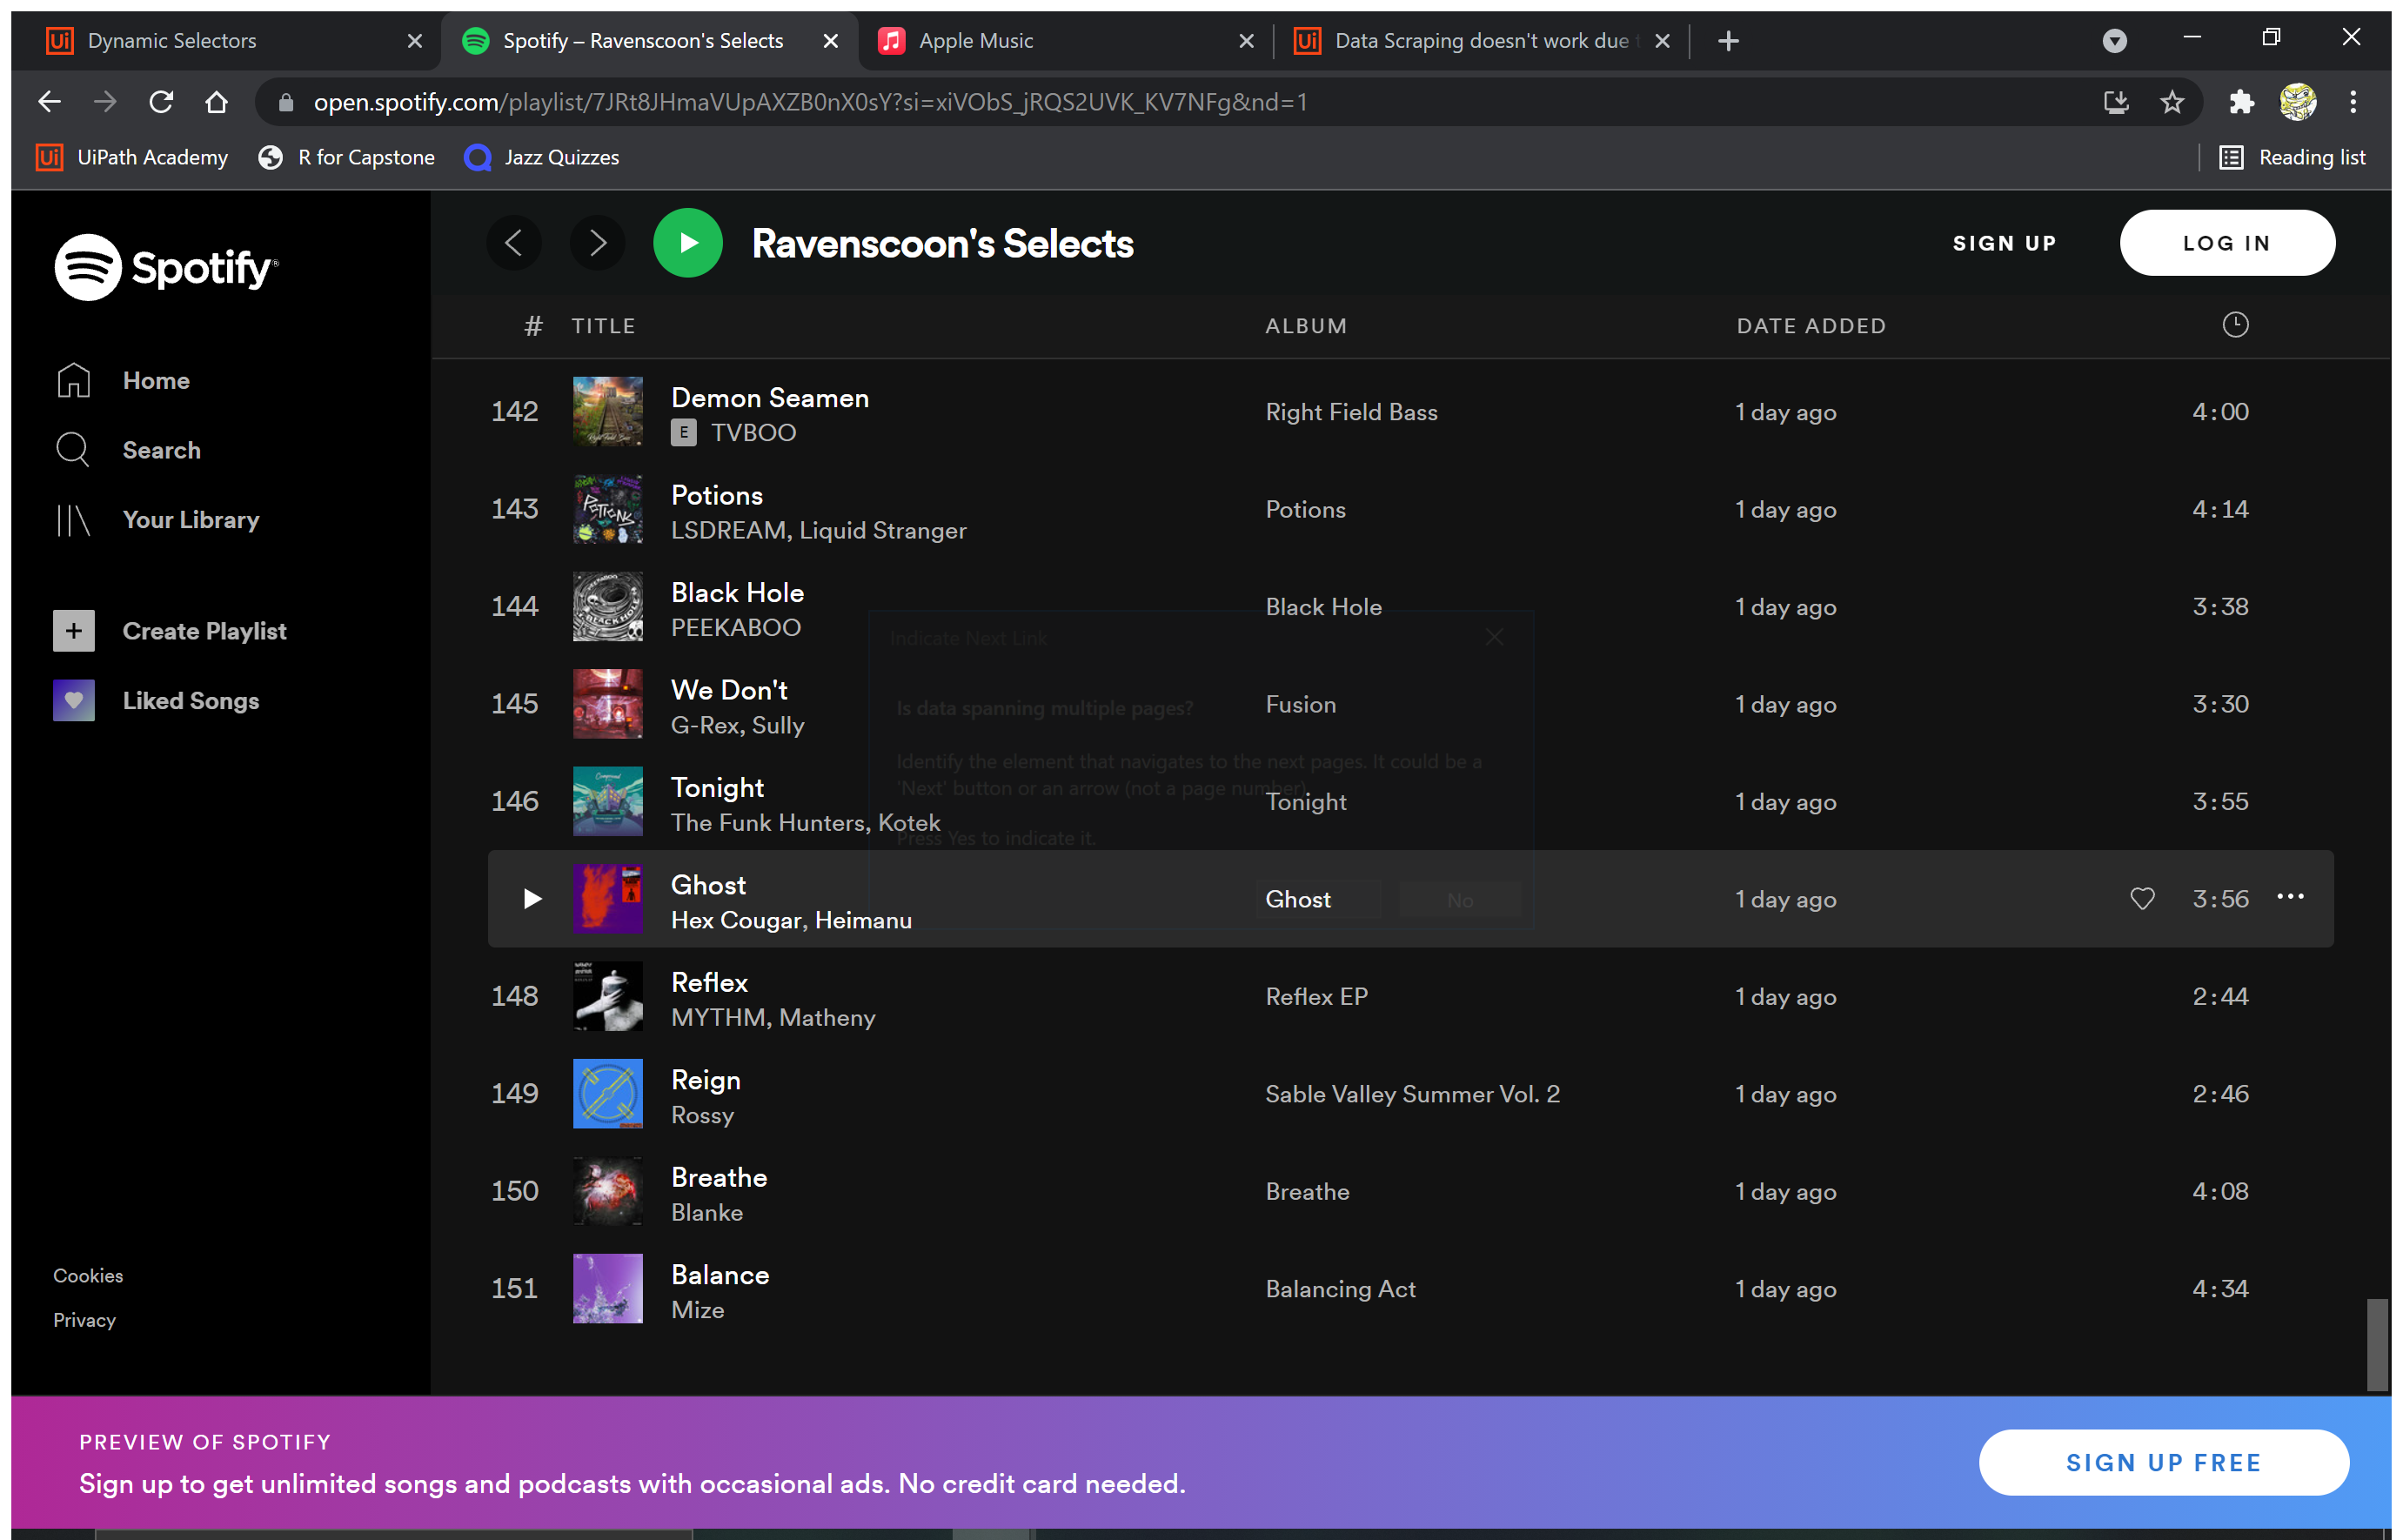 Dynamic Selectors
Spotify – Ravenscoon's Selects
Apple Music
Data Scraping doesn't work due
open.spotify.com/playlist/7JRt8JHmaVUpAXZB0nX0sY?si=xiVObS_jRQS2UVK_KV7NFg&nd=1
UiPath Academy
R for Capstone
Jazz Quizzes
Reading list
Spotify
Ravenscoon's Selects
SIGN UP
LOG IN
# TITLE ALBUM DATE ADDED
Home
Search
Your Library
Create Playlist
Liked Songs
Cookies
Privacy
142 Demon Seamen Right Field Bass 1 day ago 4:00
E TVBOO
143 Potions Potions 1 day ago 4:14
LSDREAM, Liquid Stranger
144 Black Hole Black Hole 1 day ago 3:38
PEEKABOO
145 We Don't Fusion 1 day ago 3:30
G-Rex, Sully
146 Tonight Tonight 1 day ago 3:55
The Funk Hunters, Kotek
Ghost Ghost 1 day ago 3:56
Hex Cougar, Heimanu
148 Reflex Reflex EP 1 day ago 2:44
MYTHM, Matheny
149 Reign Sable Valley Summer Vol. 2 1 day ago 2:46
Rossy
150 Breathe Breathe 1 day ago 4:08
Blanke
151 Balance Balancing Act 1 day ago 4:34
Mize
Indicate Next Link
Is data spanning multiple pages?
Identify the element that navigates to the next pages. It could be a
'Next' button or an arrow (not a page number).
Press Yes to indicate it.
No
PREVIEW OF SPOTIFY
Sign up to get unlimited songs and podcasts with occasional ads. No credit card needed.
SIGN UP FREE